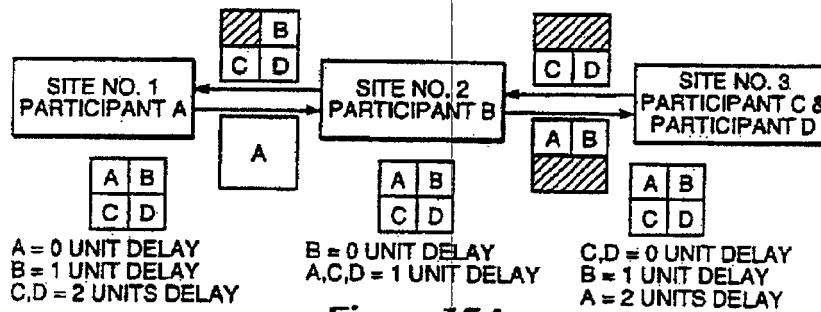 B
C D
C D
SITE NO. 1
PARTICIPANT A
SITE NO. 2
PARTICIPANT B
SITE NO. 3
PARTICIPANT C &
PARTICIPANT D
A
A B
A B
C D
A B
C D
A B
C D
A = 0 UNIT DELAY
B = 1 UNIT DELAY
C,D = 2 UNITS DELAY
B = 0 UNIT DELAY
A,C,D = 1 UNIT DELAY
C,D = 0 UNIT DELAY
B = 1 UNIT DELAY
A = 2 UNITS DELAY